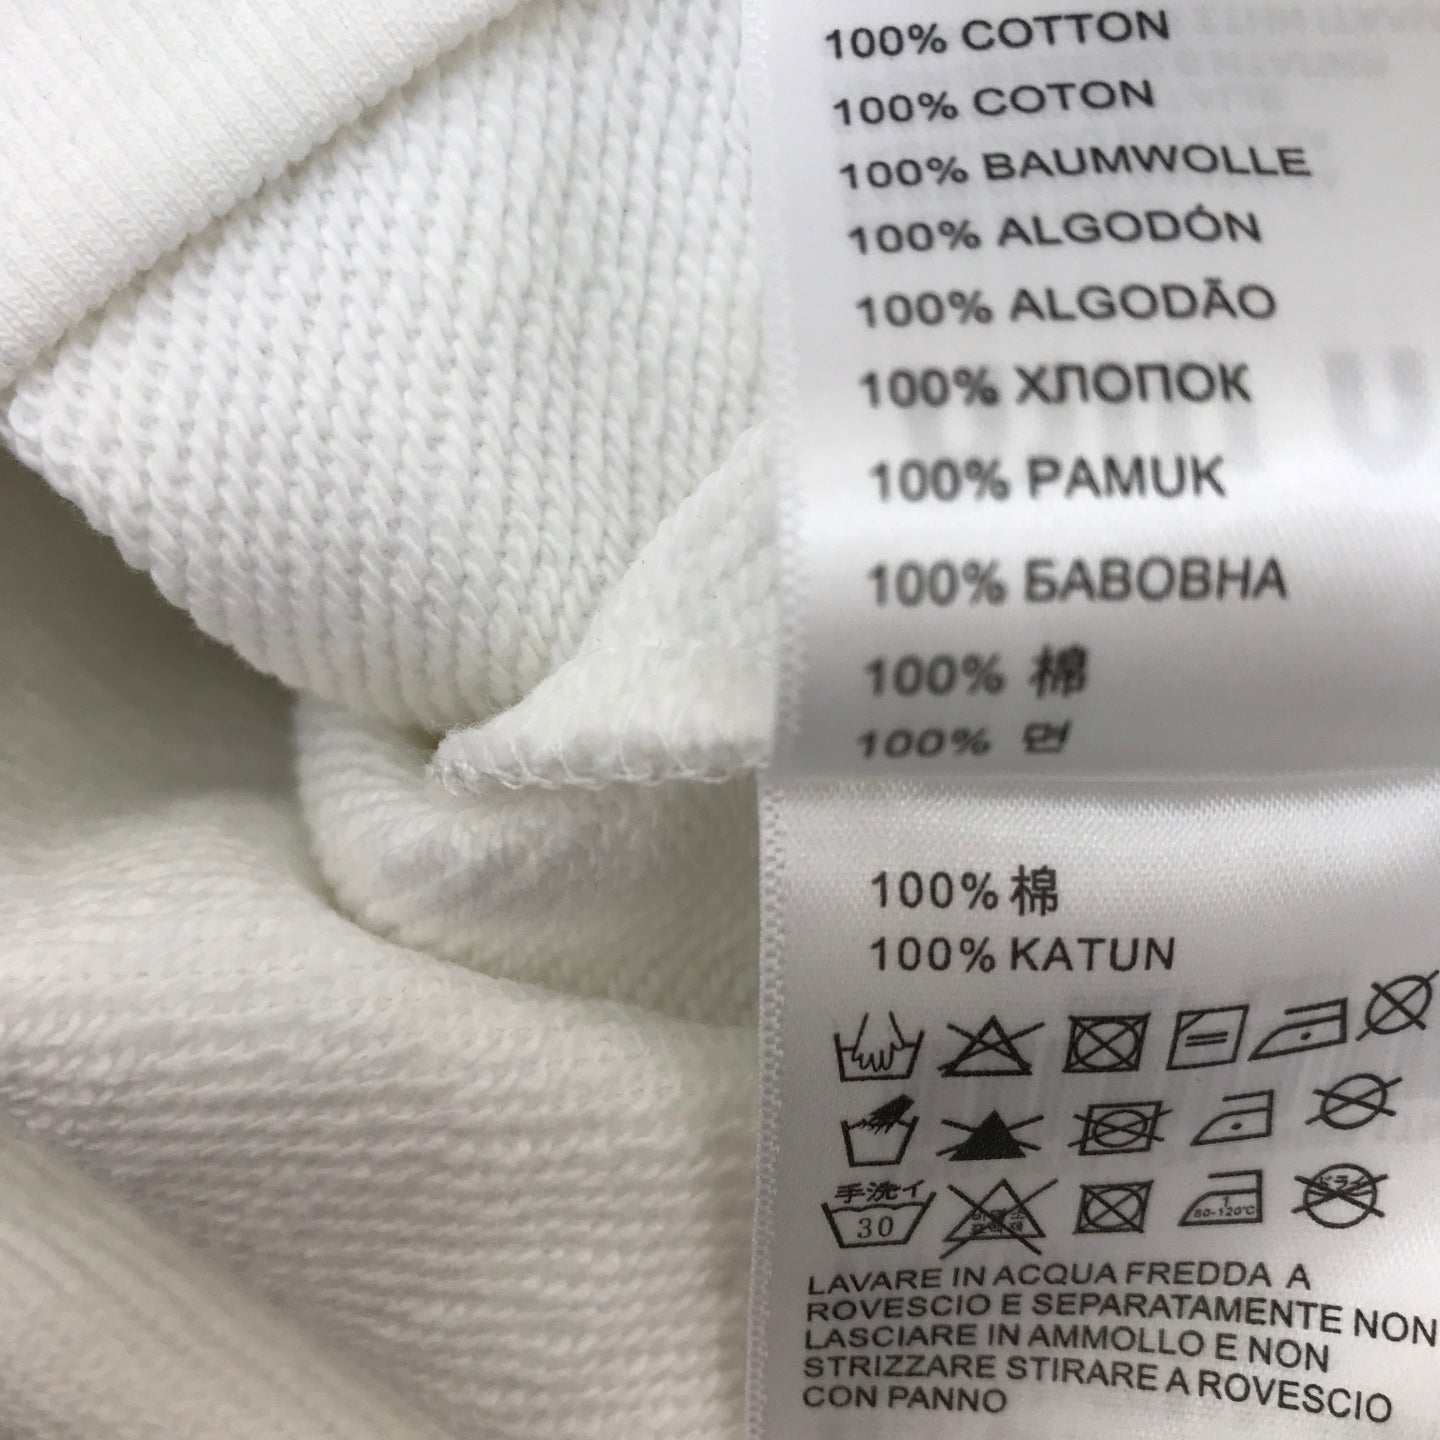 100% COTTON
100% COTON
100% BAUMWOLLE
100% ALGODÓN
100% ALGODÃO
100% ХЛОПОК
100% PAMUK
100% БАВОВНА
100% 棉
100% 면
100% 棉
100% KATUN
手洗イ
30
80-120℃
LAVARE IN ACQUA FREDDA A
ROVESCIO E SEPARATAMENTE NON
LASCIARE IN AMMOLLO E NON
STRIZZARE STIRARE A ROVESCIO
CON PANNO